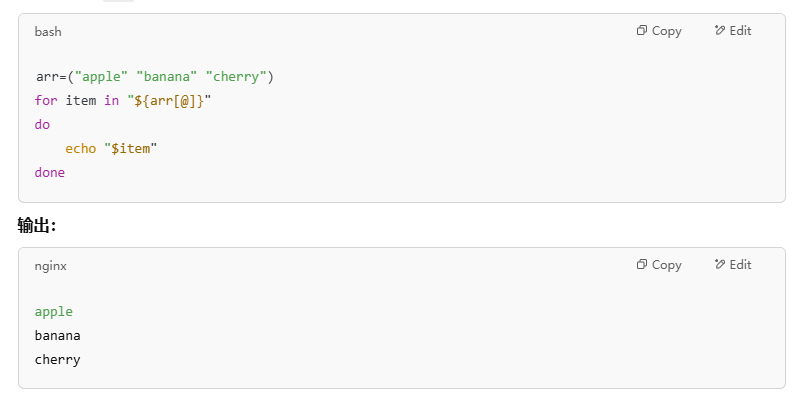 bash
Copy
Edit
arr=("apple" "banana" "cherry")
for item in "${arr[@]}"
do
    echo "$item"
done
输出：
nginx
Copy
Edit
apple
banana
cherry